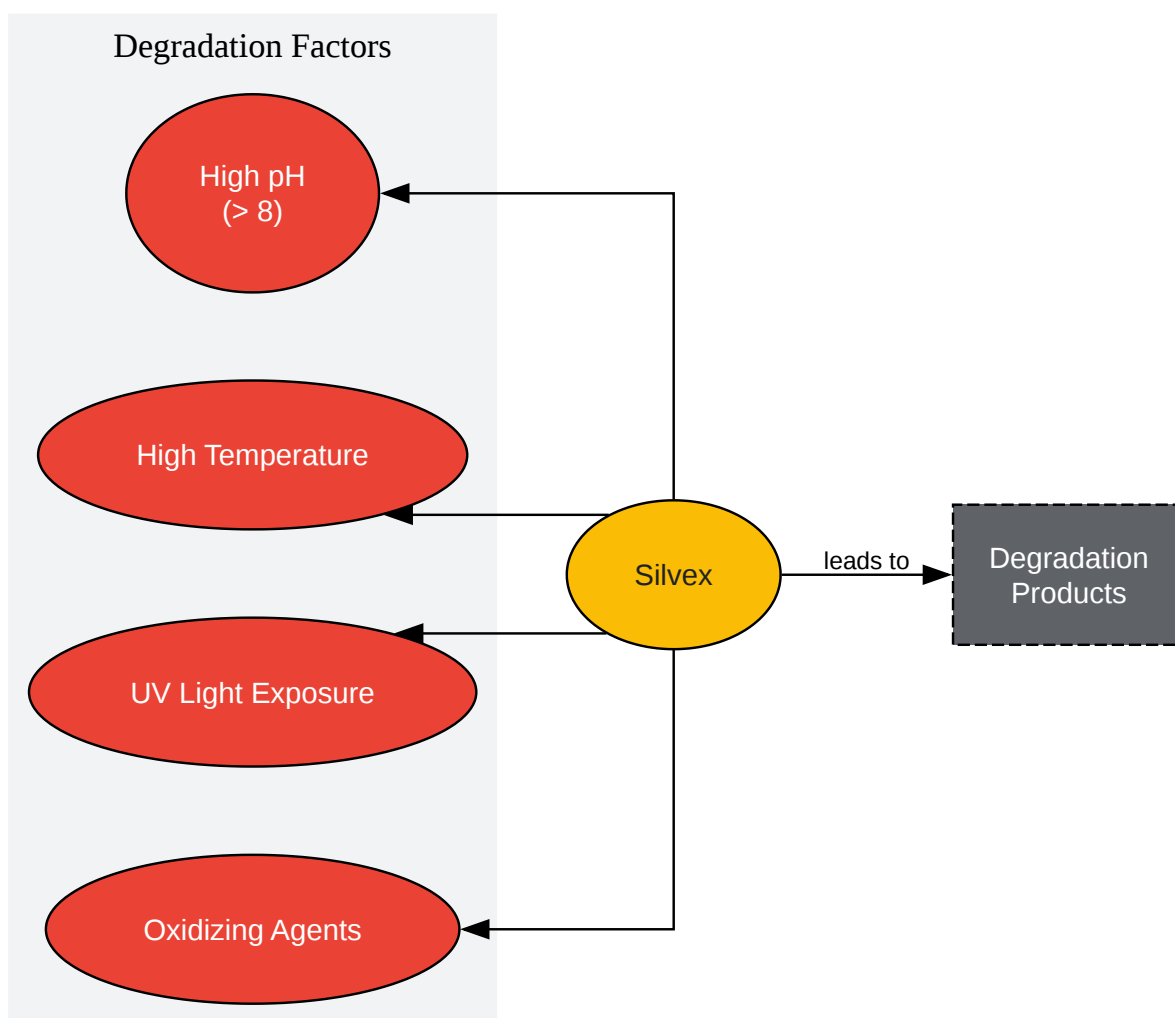 Degradation Factors
High pH
(> 8)
High Temperature
Silvex
leads to
Degradation
Products
UV Light Exposure
Oxidizing Agents